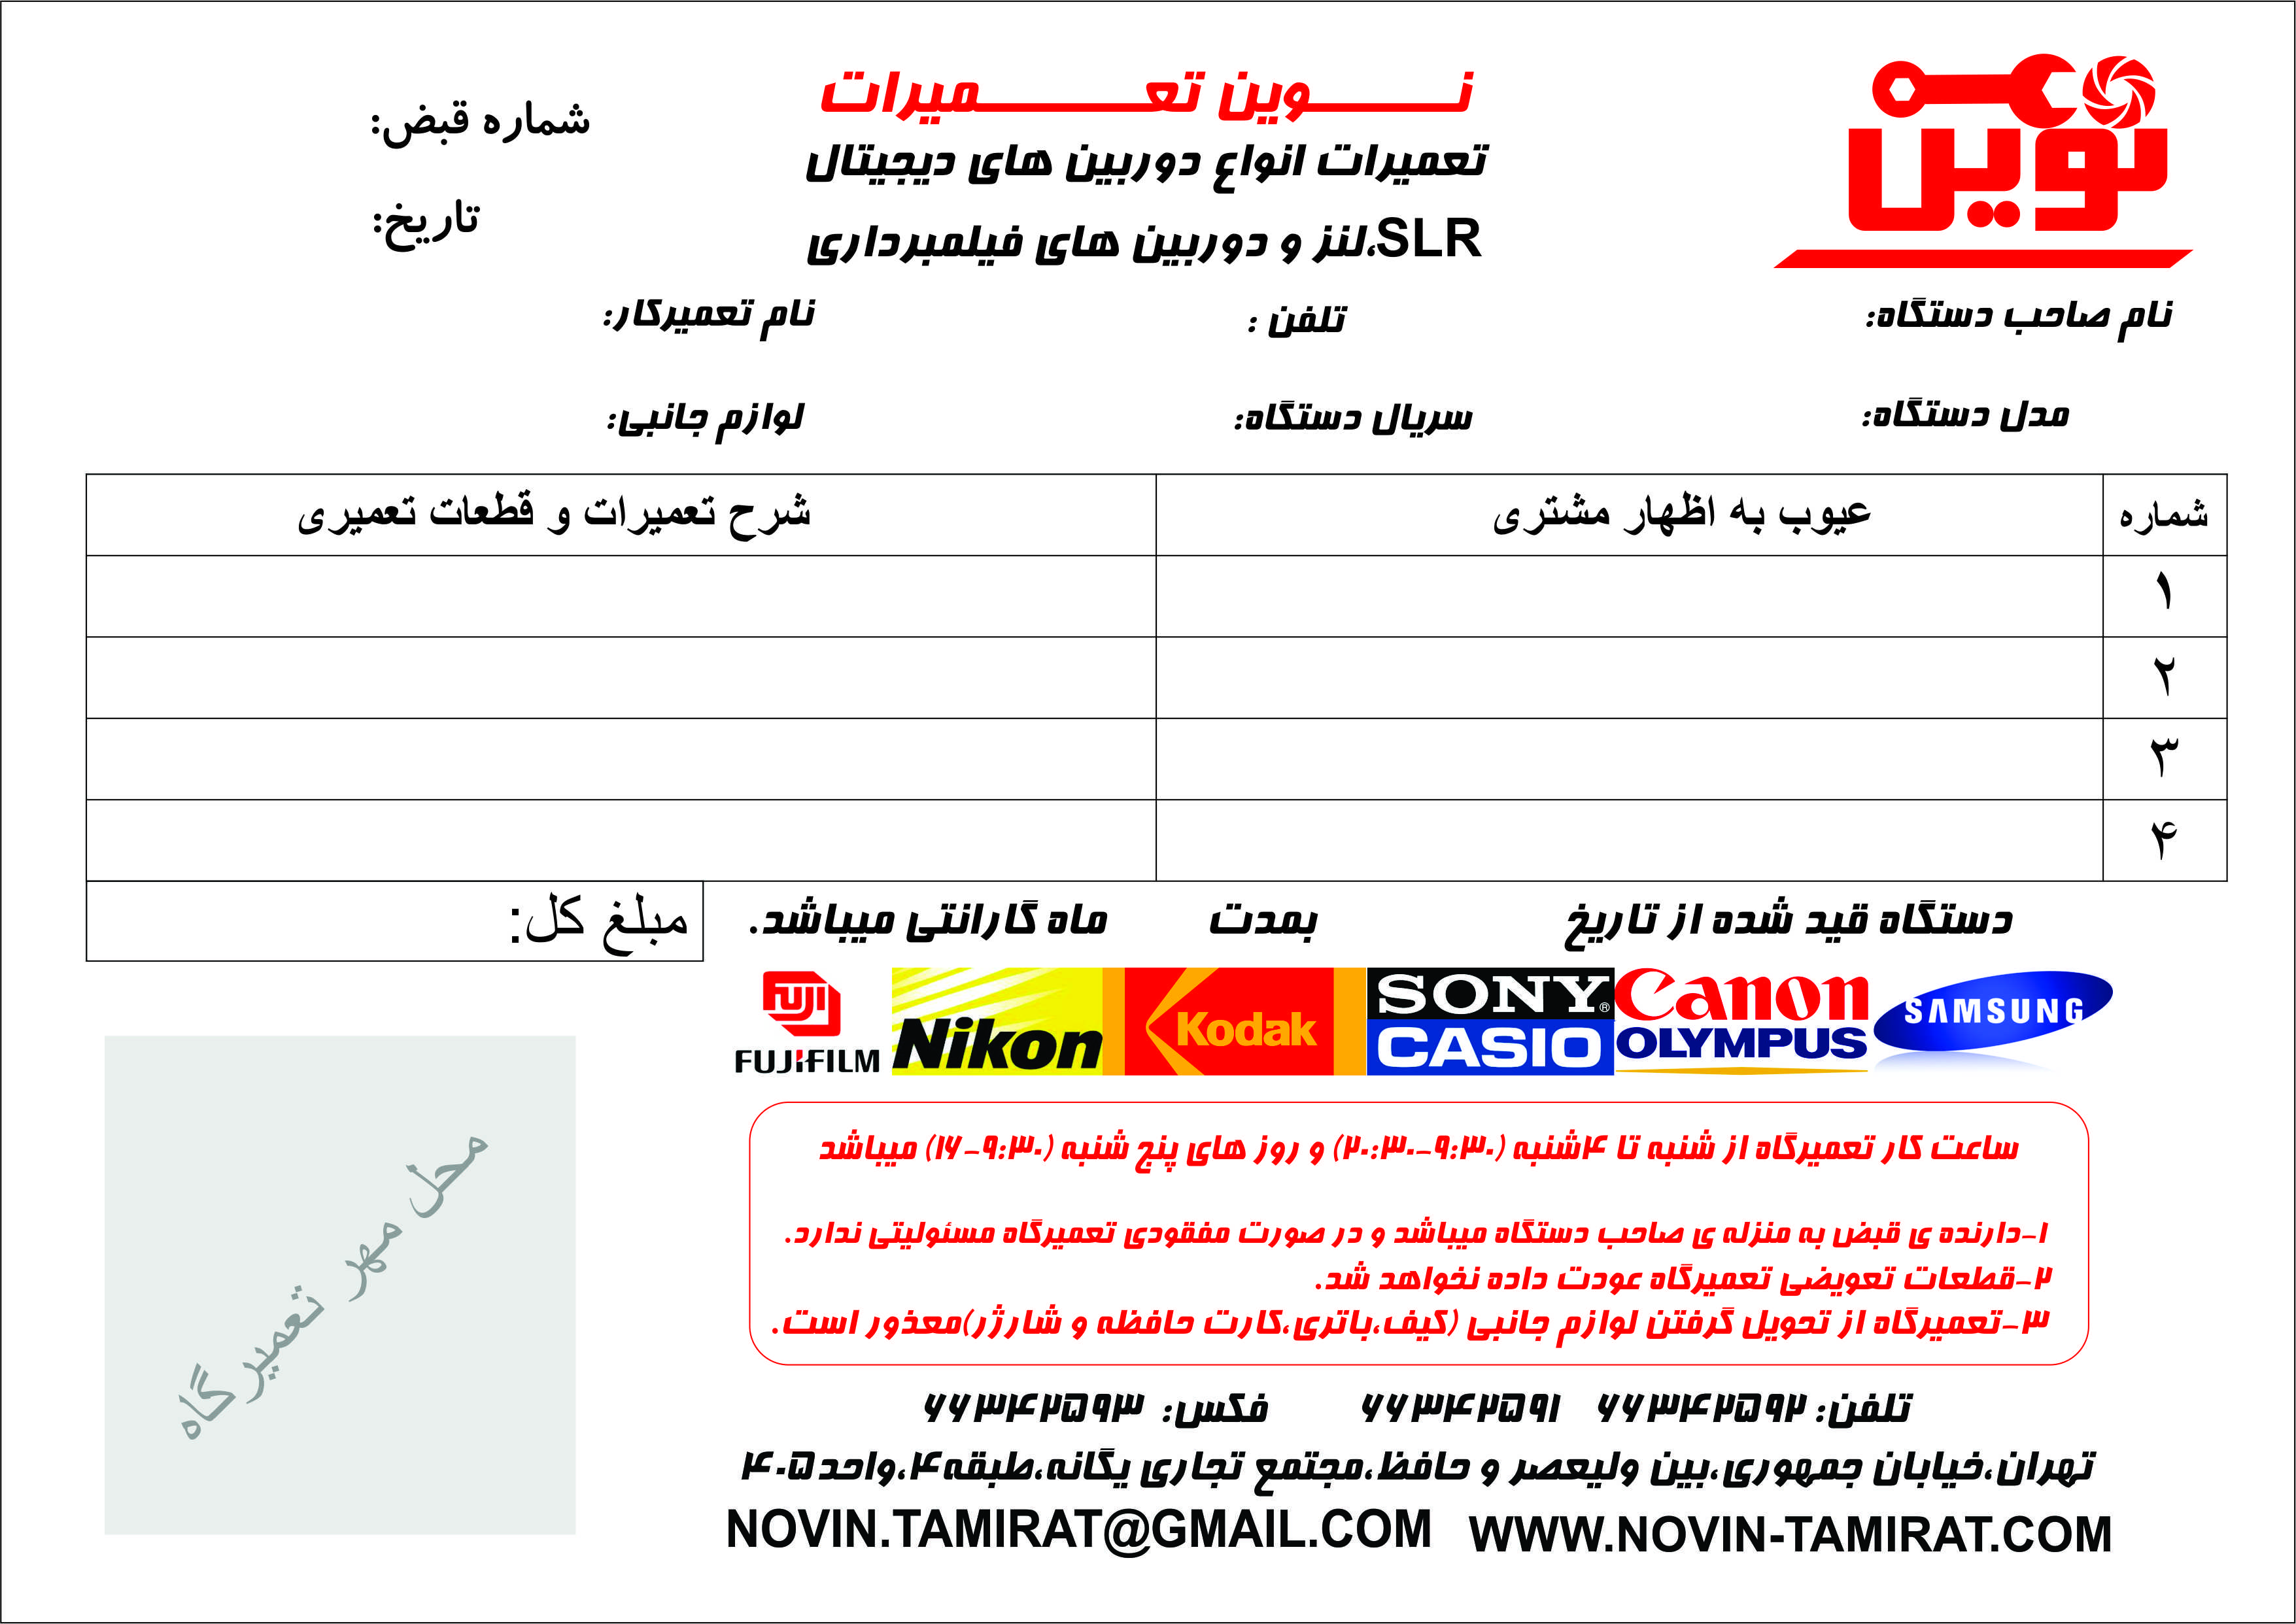 نوین
نـــــوین تعـــــــمیرات
تعمیرات انواع دوربین های دیجیتال
SLR،لنز و دوربین های فیلمبرداری
شماره قبض:
تاریخ:
نام صاحب دستگاه: تلفن : نام تعمیرکار:
مدل دستگاه: سریال دستگاه: لوازم جانبی:
شماره عیوب به اظهار مشتری شرح تعمیرات و قطعات تعمیری
۱
۲
۳
۴
دستگاه قید شده از تاریخ بمدت ماه گارانتی میباشد.
مبلغ کل:
SAMSUNG
Canon
OLYMPUS
SONY®
CASIO
Kodak
Nikon
FUJI
FUJIFILM
ساعت کار تعمیرگاه از شنبه تا ۴شنبه (۹:۳۰-۲۰:۳۰) و روز های پنج شنبه (۹:۳۰-۱۶) میباشد
۱-دارنده ی قبض به منزله ی صاحب دستگاه میباشد و در صورت مفقودی تعمیرگاه مسئولیتی ندارد.
۲-قطعات تعویضی تعمیرگاه عودت داده نخواهد شد.
۳-تعمیرگاه از تحویل گرفتن لوازم جانبی (کیف،باتری،کارت حافظه و شارژر)معذور است.
محل مهر تعمیرگاه
تلفن: ۶۶۳۴۲۵۹۲ ۶۶۳۴۲۵۹۱ فکس: ۶۶۳۴۲۵۹۳
تهران،خیابان جمهوری،بین ولیعصر و حافظ،مجتمع تجاری یگانه،طبقه۴،واحد۴۰۵
NOVIN.TAMIRAT@GMAIL.COM WWW.NOVIN-TAMIRAT.COM